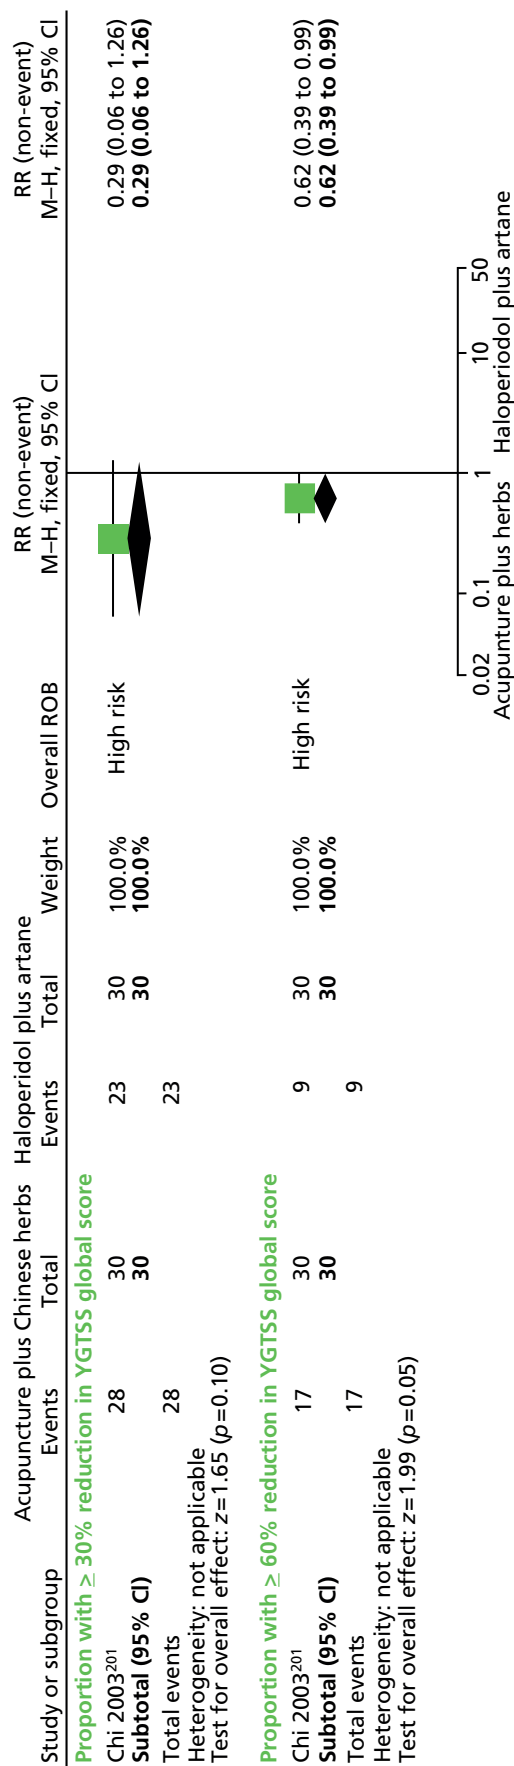 Acupuncture plus Chinese herbs Haloperidol plus artane RR (non-event) RR (non-event)
Study or subgroup Events Total Events Total Weight Overall ROB M–H, fixed, 95% CI M–H, fixed, 95% CI
Proportion with ≥ 30% reduction in YGTSS global score
Chi 2003²⁰¹ 28 30 23 30 100.0% High risk 0.29 (0.06 to 1.26)
Subtotal (95% CI) 30 30 100.0% 0.29 (0.06 to 1.26)
Total events 28 23
Heterogeneity: not applicable
Test for overall effect: z=1.65 (p=0.10)
Proportion with ≥ 60% reduction in YGTSS global score
Chi 2003²⁰¹ 17 30 9 30 100.0% High risk 0.62 (0.39 to 0.99)
Subtotal (95% CI) 30 30 100.0% 0.62 (0.39 to 0.99)
Total events 17 9
Heterogeneity: not applicable
Test for overall effect: z=1.99 (p=0.05)
0.02 0.1 1 10 50
Acupunture plus herbs Haloperiodol plus artane